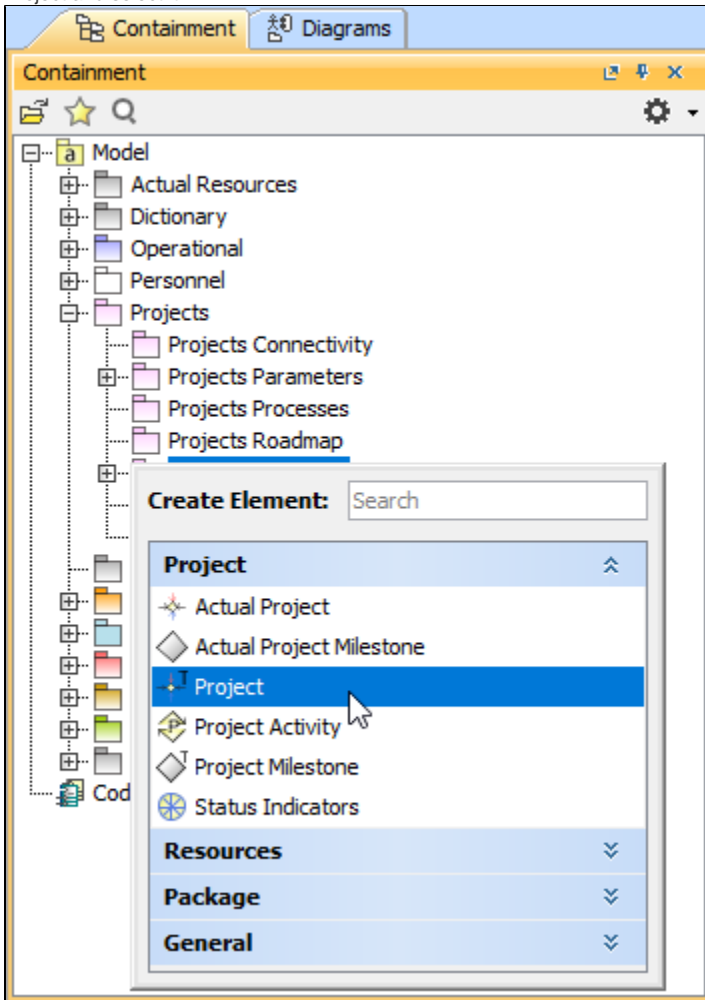 Containment
Diagrams
Containment
Model
Actual Resources
Dictionary
Operational
Personnel
Projects
Projects Connectivity
Projects Parameters
Projects Processes
Projects Roadmap
Create Element: Search
Project
Actual Project
Actual Project Milestone
Project
Project Activity
Project Milestone
Status Indicators
Cod
Resources
Package
General